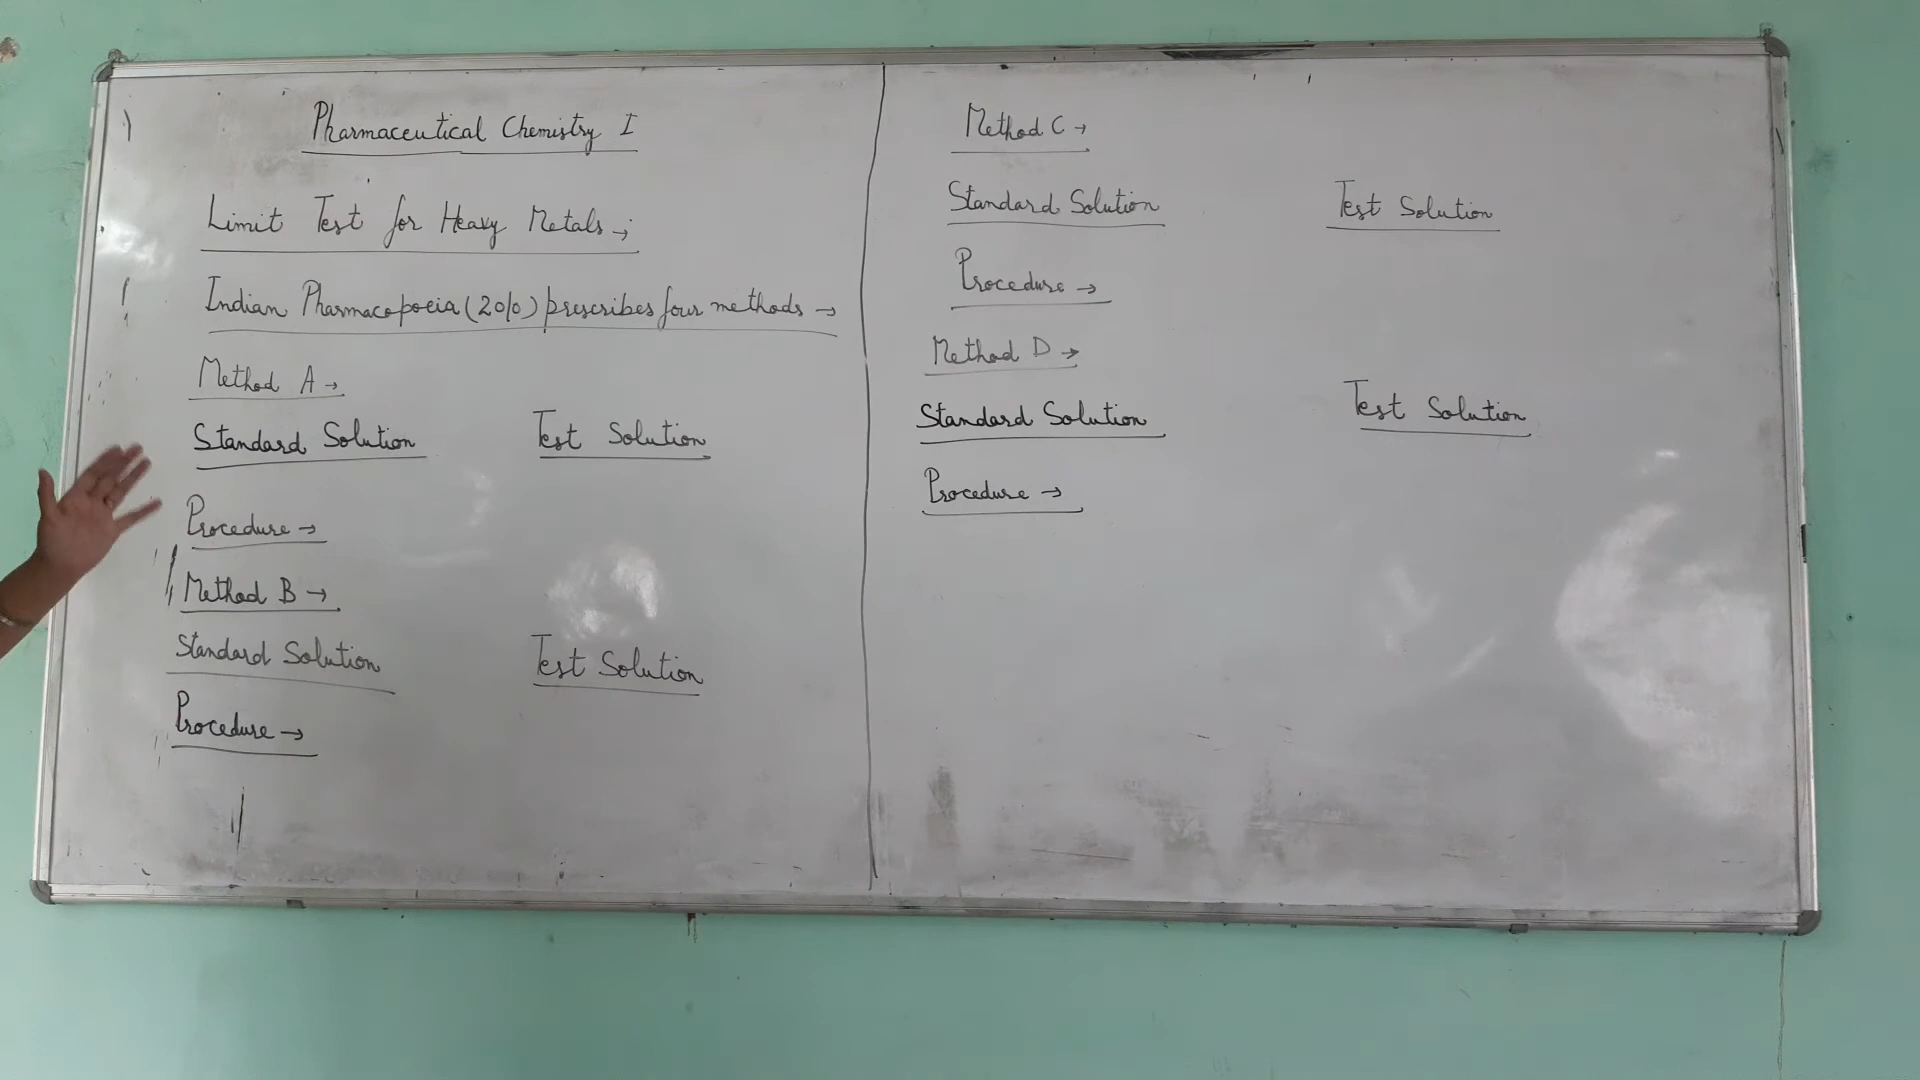 Pharmaceutical Chemistry I
Limit Test for Heavy Metals →
Indian Pharmacopoeia (2010) prescribes four methods →
Method A →
Standard Solution Test Solution
Procedure →
Method B →
Standard Solution Test Solution
Procedure →
Method C →
Standard Solution Test Solution
Procedure →
Method D →
Standard Solution Test Solution
Procedure →